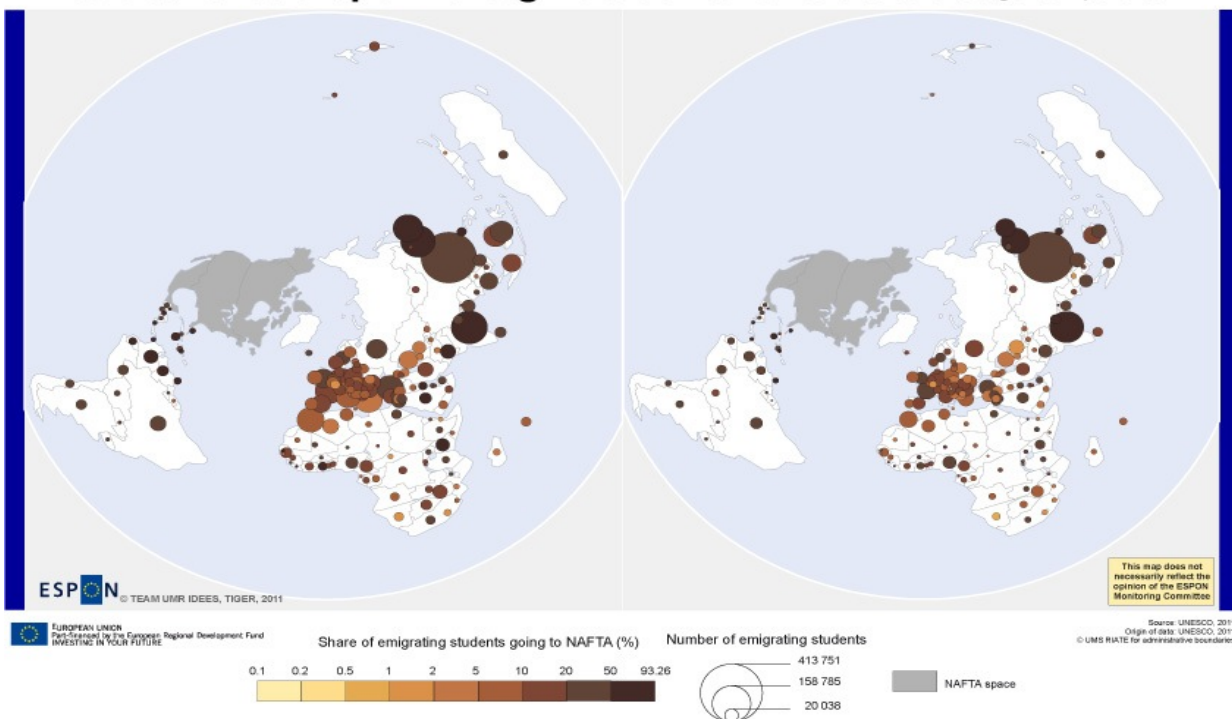 ESPON © TEAM UMR IDEES, TIGER, 2011
This map does not
necessarily reflect the
opinion of the ESPON
Monitoring Committee
EUROPEAN UNION
Part-financed by the European Regional Development Fund
INVESTING IN YOUR FUTURE
Source: UNESCO,
Origin of data: UNESCO,
© UMS RIATE for administrative boundaries
Share of emigrating students going to NAFTA (%)
0.1 0.2 0.5 1 2 5 10 20 50 93.26
Number of emigrating students
413 751
158 785
20 038
NAFTA space